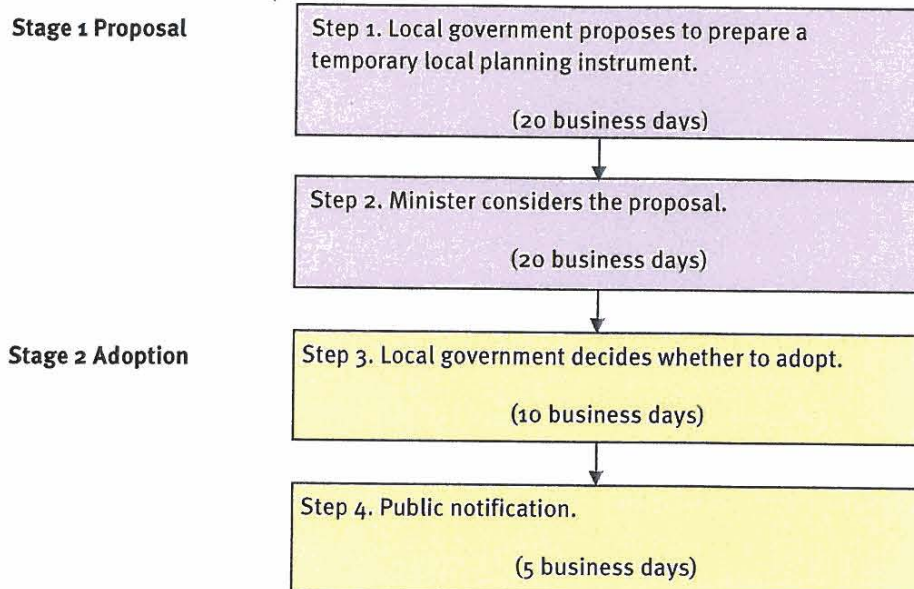 Stage 1 Proposal
Step 1. Local government proposes to prepare a
temporary local planning instrument.
(20 business days)
Step 2. Minister considers the proposal.
(20 business days)
Stage 2 Adoption
Step 3. Local government decides whether to adopt.
(10 business days)
Step 4. Public notification.
(5 business days)